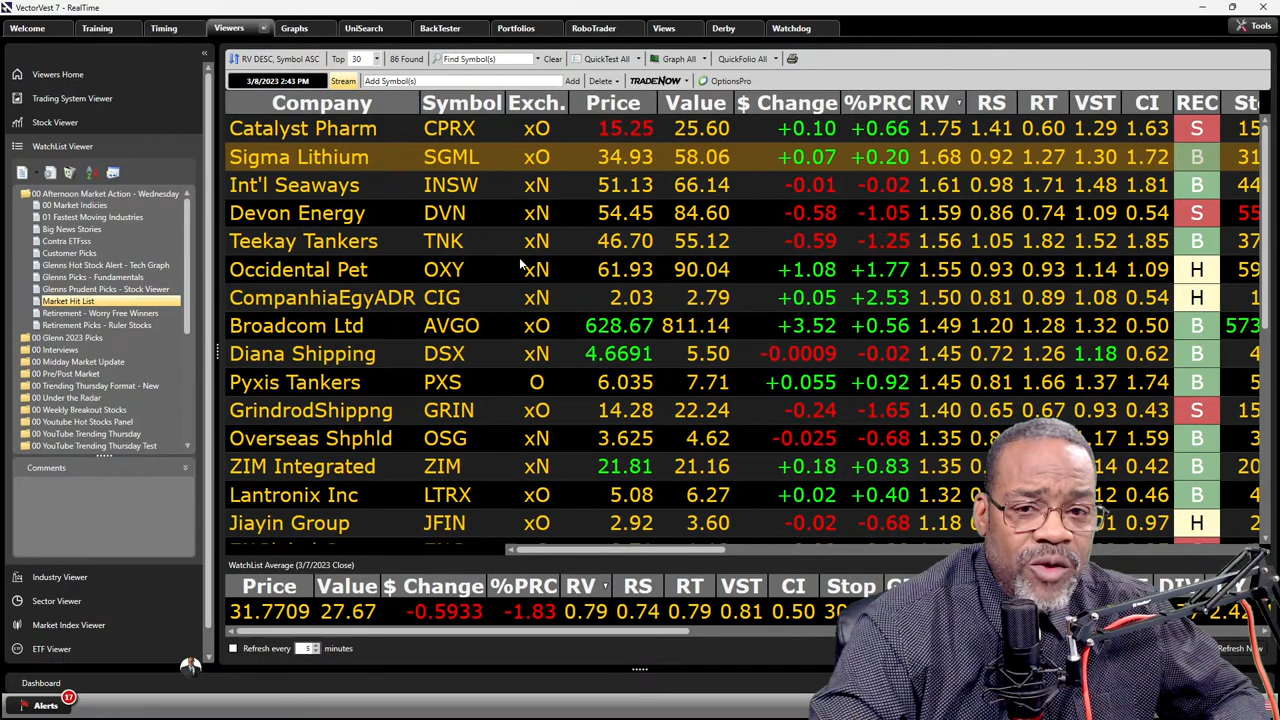 VectorVest 7 - RealTime
Welcome Training Timing Viewers Graphs UniSearch BackTester Portfolios RoboTrader Views Derby Watchdog Tools
RV DESC, Symbol ASC Top 30 86 Found Find Symbol(s) Clear QuickTest All Graph All QuickFolio All
3/8/2023 2:43 PM Stream Add Symbol(s) Add Delete TRADENOW OptionsPro
Viewers Home
Trading System Viewer
Stock Viewer
WatchList Viewer
00 Afternoon Market Action - Wednesday
00 Market Indicies
01 Fastest Moving Industries
Big News Stories
Contra ETFsss
Customer Picks
Glenns Hot Stock Alert - Tech Graph
Glenns Picks - Fundamentals
Glenns Prudent Picks - Stock Viewer
Market Hit List
Retirement - Worry Free Winners
Retirement Picks - Ruler Stocks
00 Glenn 2023 Picks
00 Interviews
00 Midday Market Update
00 Pre/Post Market
00 Trending Thursday Format - New
00 Under the Radar
00 Weekly Breakout Stocks
00 Youtube Hot Stocks Panel
00 YouTube Trending Thursday
00 YouTube Trending Thursday Test
Comments
Industry Viewer
Sector Viewer
Market Index Viewer
ETF Viewer
Dashboard
Alerts 17
Company Symbol Exch. Price Value $ Change %PRC RV RS RT VST CI REC Sto
Catalyst Pharm CPRX xO 15.25 25.60 +0.10 +0.66 1.75 1.41 0.60 1.29 1.63 S 15
Sigma Lithium SGML xO 34.93 58.06 +0.07 +0.20 1.68 0.92 1.27 1.30 1.72 B 31
Int'l Seaways INSW xN 51.13 66.14 -0.01 -0.02 1.61 0.98 1.71 1.48 1.81 B 44
Devon Energy DVN xN 54.45 84.60 -0.58 -1.05 1.59 0.86 0.74 1.09 0.54 S 55
Teekay Tankers TNK xN 46.70 55.12 -0.59 -1.25 1.56 1.05 1.82 1.52 1.85 B 37
Occidental Pet OXY xN 61.93 90.04 +1.08 +1.77 1.55 0.93 0.93 1.14 1.09 H 59
CompanhiaEgyADR CIG xN 2.03 2.79 +0.05 +2.53 1.50 0.81 0.89 1.08 0.54 H 1
Broadcom Ltd AVGO xO 628.67 811.14 +3.52 +0.56 1.49 1.20 1.28 1.32 0.50 B 573
Diana Shipping DSX xN 4.6691 5.50 -0.0009 -0.02 1.45 0.72 1.26 1.18 0.62 B 4
Pyxis Tankers PXS O 6.035 7.71 +0.055 +0.92 1.45 0.81 1.66 1.37 1.74 B 5
GrindrodShippng GRIN xO 14.28 22.24 -0.24 -1.65 1.40 0.65 0.67 0.93 0.43 S 15
Overseas Shphld OSG xN 3.625 4.62 -0.025 -0.68 1.35 1.17 1.59 B 3
ZIM Integrated ZIM xN 21.81 21.16 +0.18 +0.83 1.35 14 0.42 B 20
Lantronix Inc LTRX xO 5.08 6.27 +0.02 +0.40 1.32 12 0.46 B 4
Jiayin Group JFIN xO 2.92 3.60 -0.02 -0.68 1.18 01 0.97 H 2
WatchList Average (3/7/2023 Close)
Price Value $ Change %PRC RV RS RT VST CI Stop
31.7709 27.67 -0.5933 -1.83 0.79 0.74 0.79 0.81 0.50 30
Refresh every 5 minutes
Refresh Now